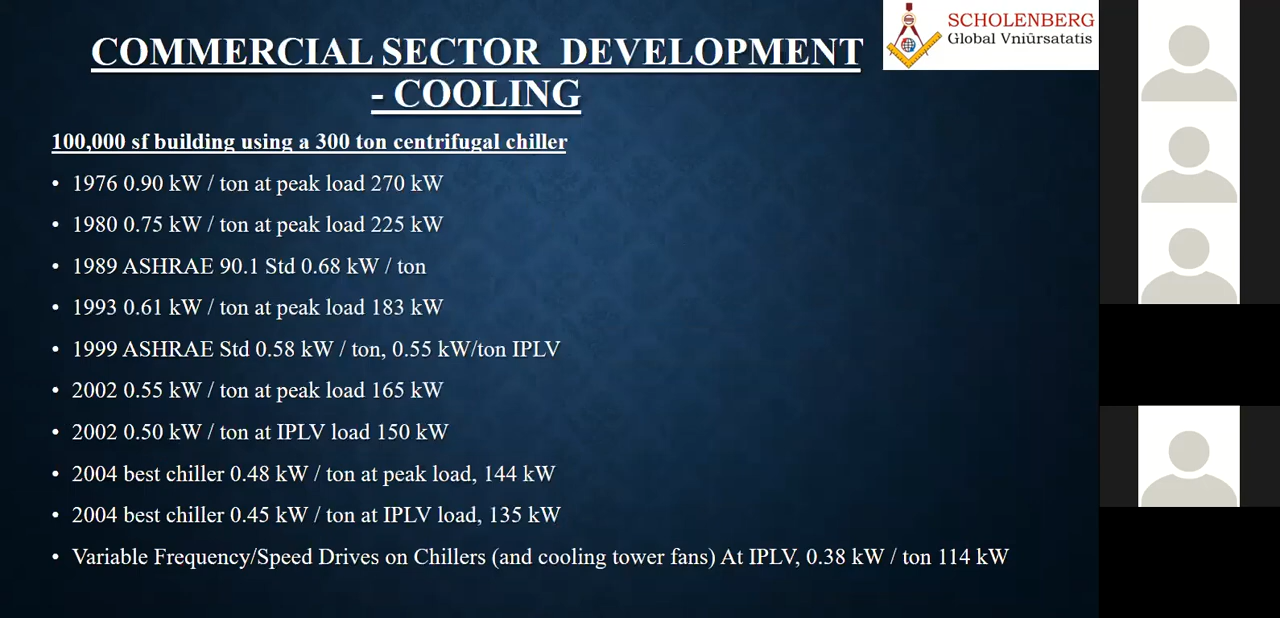 COMMERCIAL SECTOR DEVELOPMENT
- COOLING
SCHOLENBERG
Global Vniürsatatis
100,000 sf building using a 300 ton centrifugal chiller
• 1976 0.90 kW / ton at peak load 270 kW
• 1980 0.75 kW / ton at peak load 225 kW
• 1989 ASHRAE 90.1 Std 0.68 kW / ton
• 1993 0.61 kW / ton at peak load 183 kW
• 1999 ASHRAE Std 0.58 kW / ton, 0.55 kW/ton IPLV
• 2002 0.55 kW / ton at peak load 165 kW
• 2002 0.50 kW / ton at IPLV load 150 kW
• 2004 best chiller 0.48 kW / ton at peak load, 144 kW
• 2004 best chiller 0.45 kW / ton at IPLV load, 135 kW
• Variable Frequency/Speed Drives on Chillers (and cooling tower fans) At IPLV, 0.38 kW / ton 114 kW